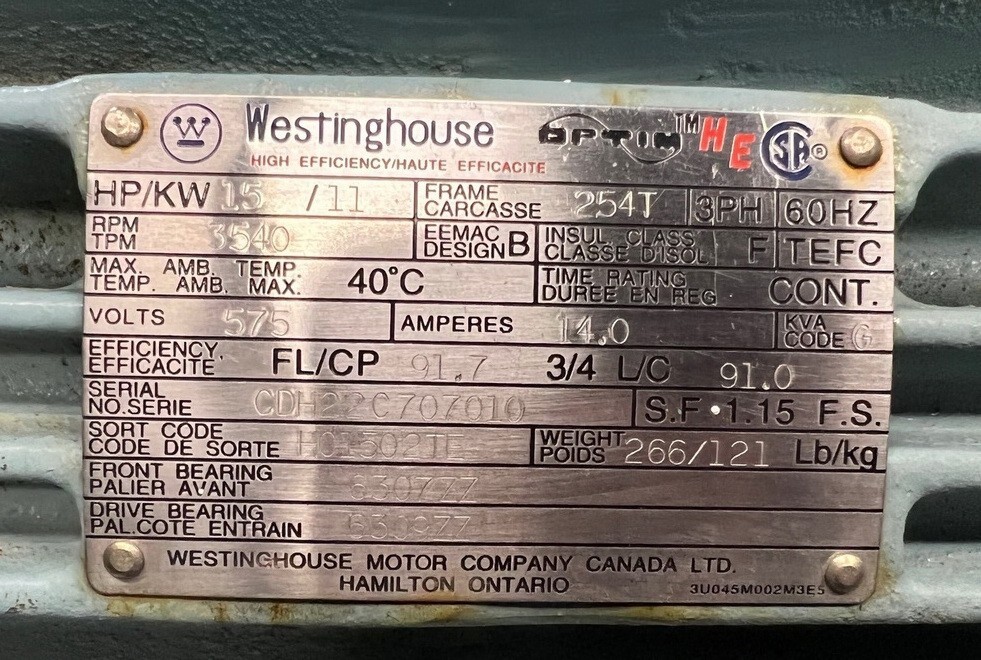 W Westinghouse OPTIM™ HE SA®
HIGH EFFICIENCY/HAUTE EFFICACITE
HP/KW 15 /11 FRAME CARCASSE 254T 3PH 60HZ
RPM TPM 3540 EEMAC DESIGN B INSUL CLASS CLASSE D'ISOL F TEFC
MAX. AMB. TEMP.
TEMP. AMB. MAX. 40°C TIME RATING DUREE EN REG CONT.
VOLTS 575 AMPERES 14.0 KVA CODE G
EFFICIENCY.
EFFICACITE FL/CP 91.7 3/4 L/C 91.0
SERIAL
NO.SERIE CDH22C707010 S.F. 1.15 F.S.
SORT CODE
CODE DE SORTE H01502TE WEIGHT POIDS 266/121 Lb/kg
FRONT BEARING
PALIER AVANT 6307ZZ
DRIVE BEARING
PAL.COTE ENTRAIN 6309ZZ
WESTINGHOUSE MOTOR COMPANY CANADA LTD.
HAMILTON ONTARIO 3U045M002M3E5